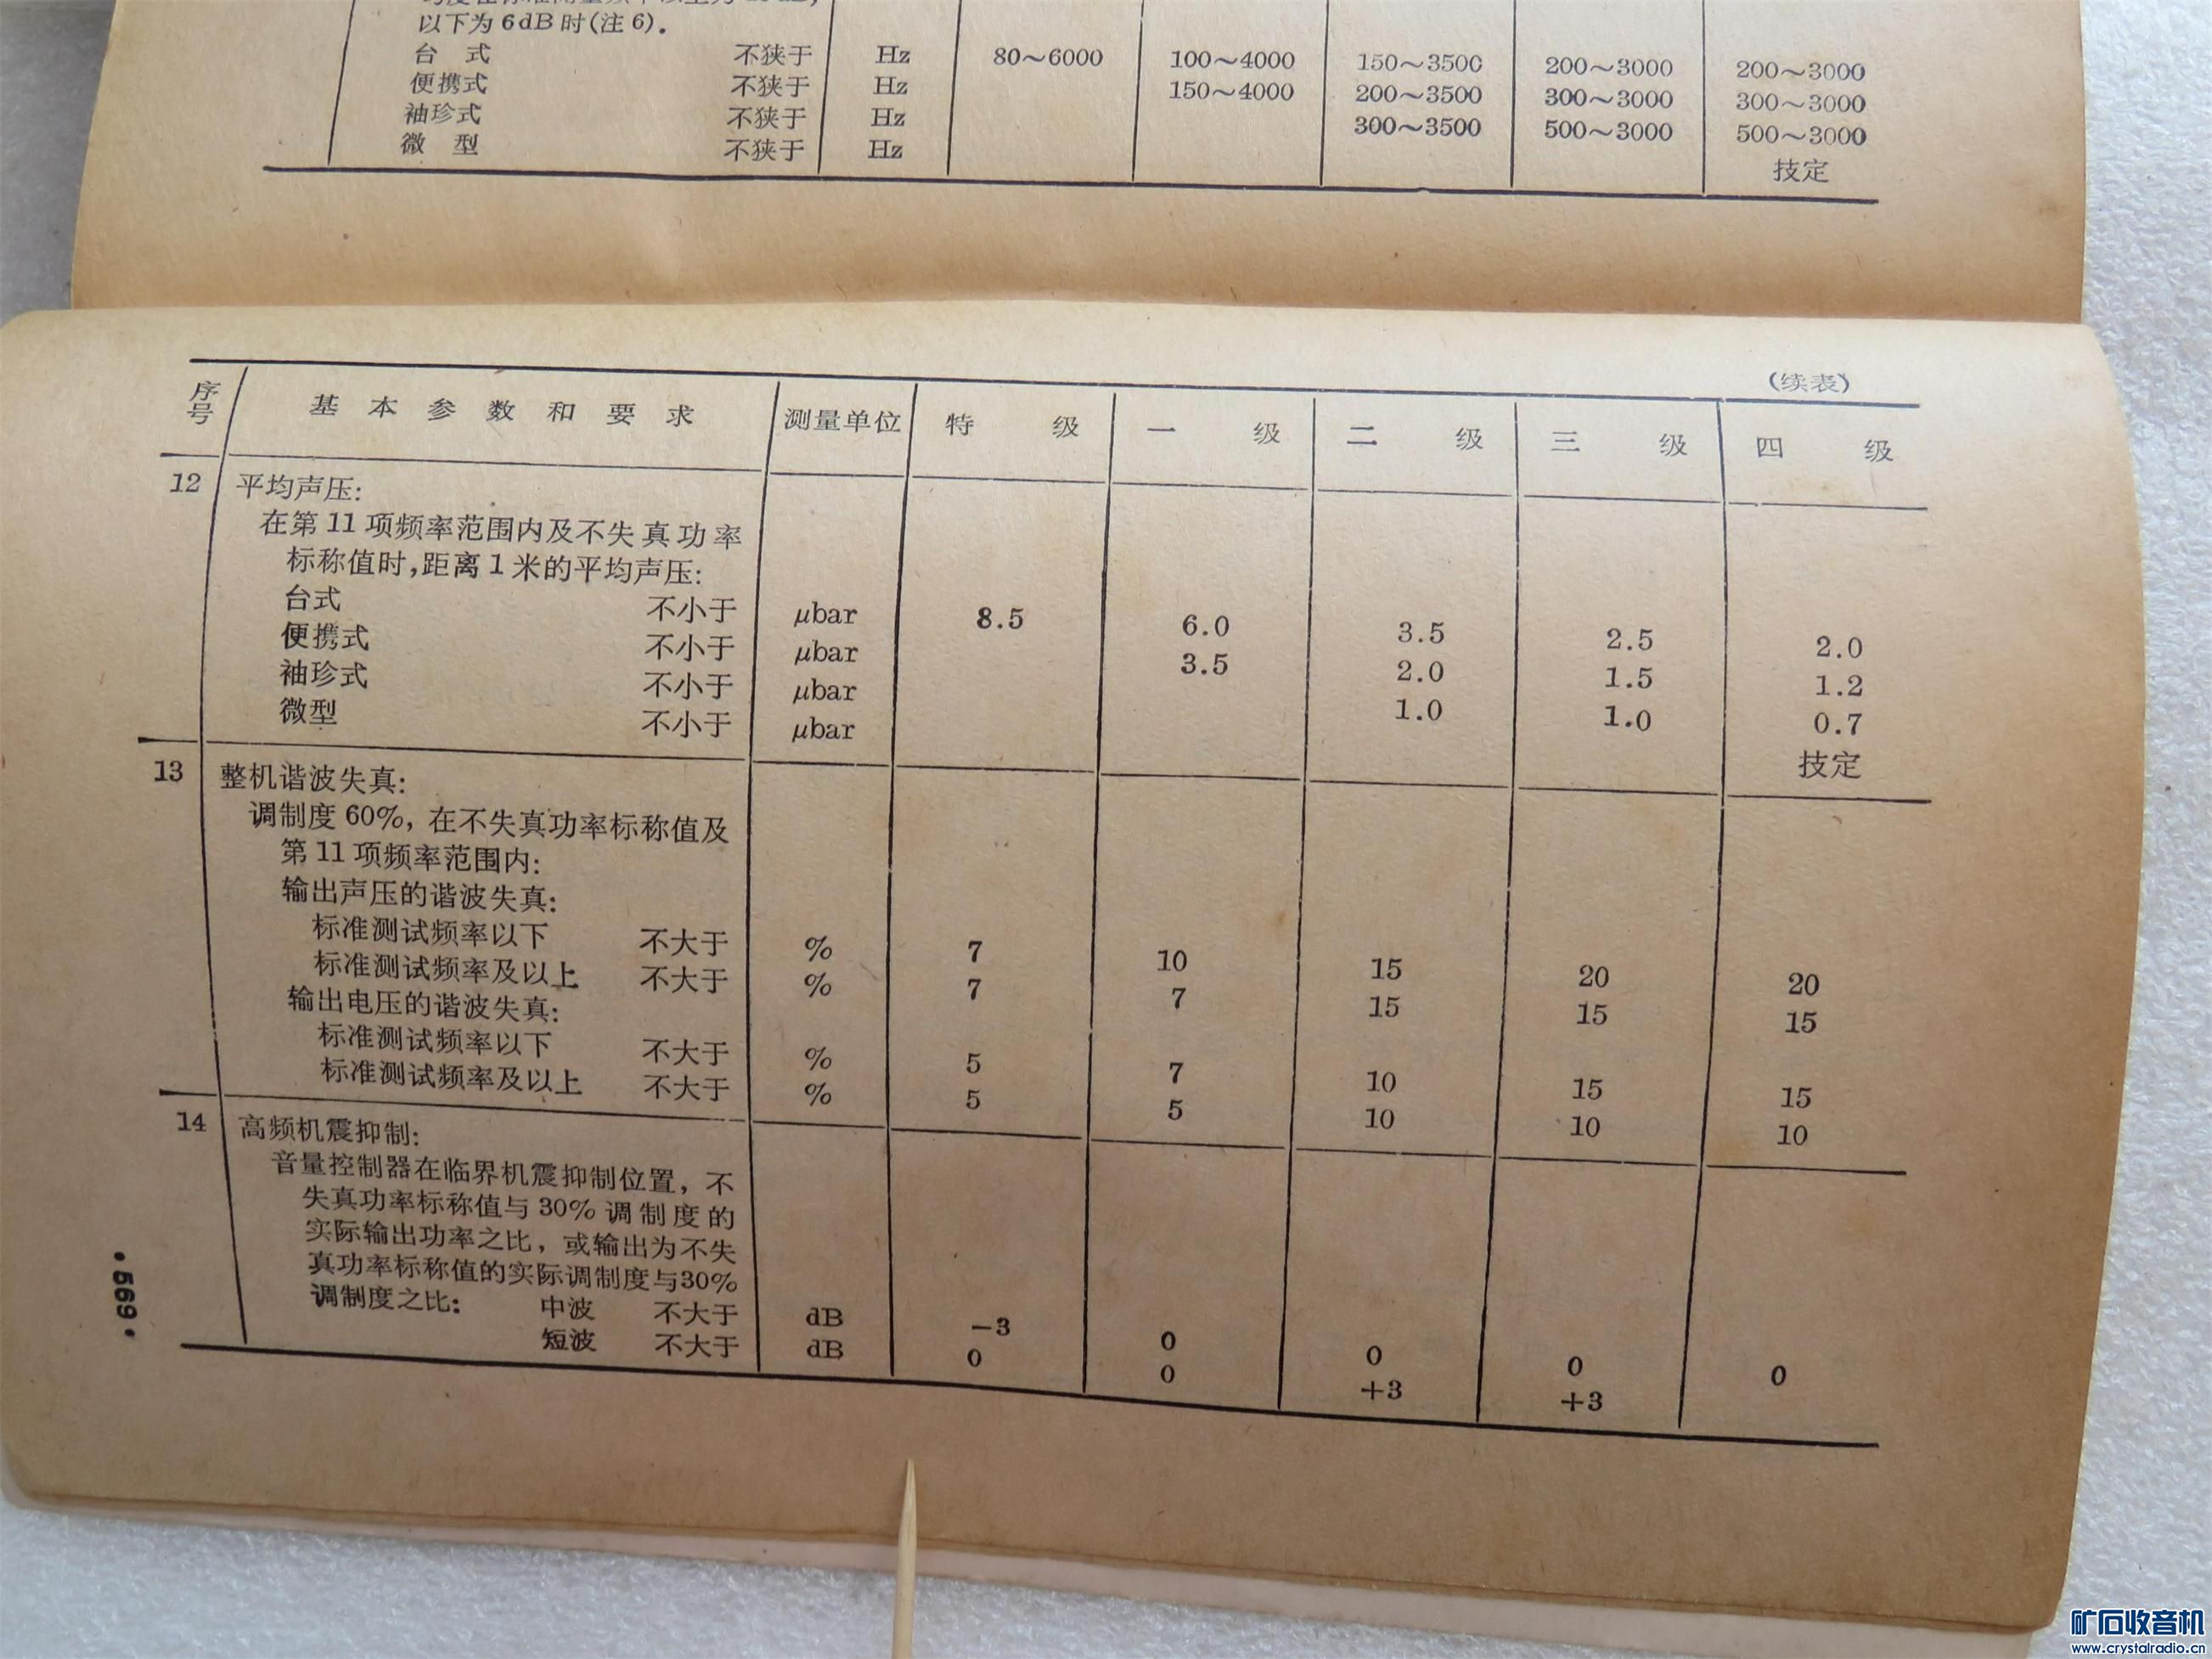 以下为6dB时(注6)。
台 式 不狭于 Hz 80～6000 100～4000 150～3500 200～3000 200～3000
便携式 不狭于 Hz 150～4000 200～3500 300～3000 300～3000
袖珍式 不狭于 Hz 300～3500 500～3000 500～3000
微 型 不狭于 Hz 技定
(续表)
序号 基本参数和要求 测量单位 特级 一级 二级 三级 四级
12 平均声压:
在第11项频率范围内及不失真功率
标称值时,距离1米的平均声压:
台式 不小于 μbar 8.5 6.0 3.5 2.5 2.0
便携式 不小于 μbar 3.5 2.0 1.5 1.2
袖珍式 不小于 μbar 1.0 1.0 0.7
微型 不小于 μbar 技定
13 整机谐波失真:
调制度60%, 在不失真功率标称值及
第11项频率范围内:
输出声压的谐波失真:
标准测试频率以下 不大于 % 7 10 15 20 20
标准测试频率及以上 不大于 % 7 7 15 15 15
输出电压的谐波失真:
标准测试频率以下 不大于 % 5 7 10 15 15
标准测试频率及以上 不大于 % 5 5 10 10 10
14 高频机震抑制:
音量控制器在临界机震抑制位置, 不
失真功率标称值与30%调制度的
实际输出功率之比, 或输出为不失
真功率标称值的实际调制度与30%
调制度之比: 中波 不大于 dB －3 0 0 0 0
短波 不大于 dB 0 0 +3 +3
·569·
矿石收音机
www.crystalradio.cn